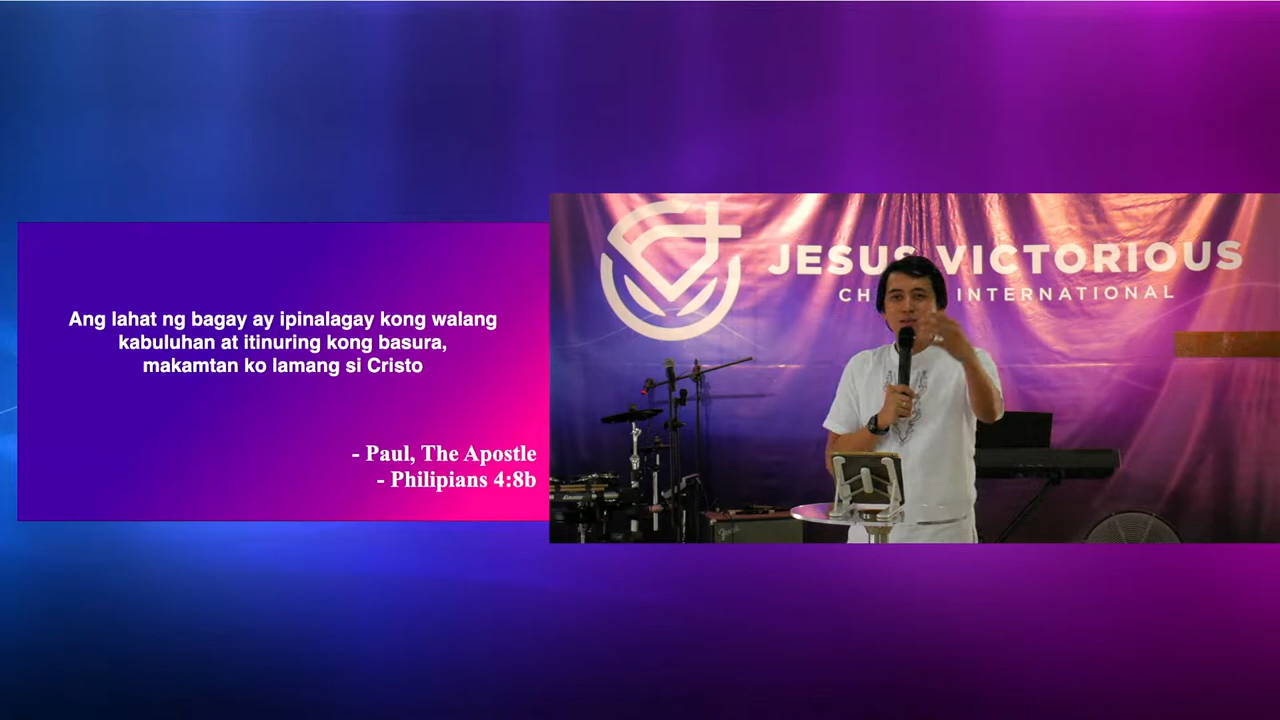 Ang lahat ng bagay ay ipinalagay kong walang
kabuluhan at itinuring kong basura,
makamtan ko lamang si Cristo
- Paul, The Apostle
- Philipians 4:8b
JESUS VICTORIOUS
CH INTERNATIONAL